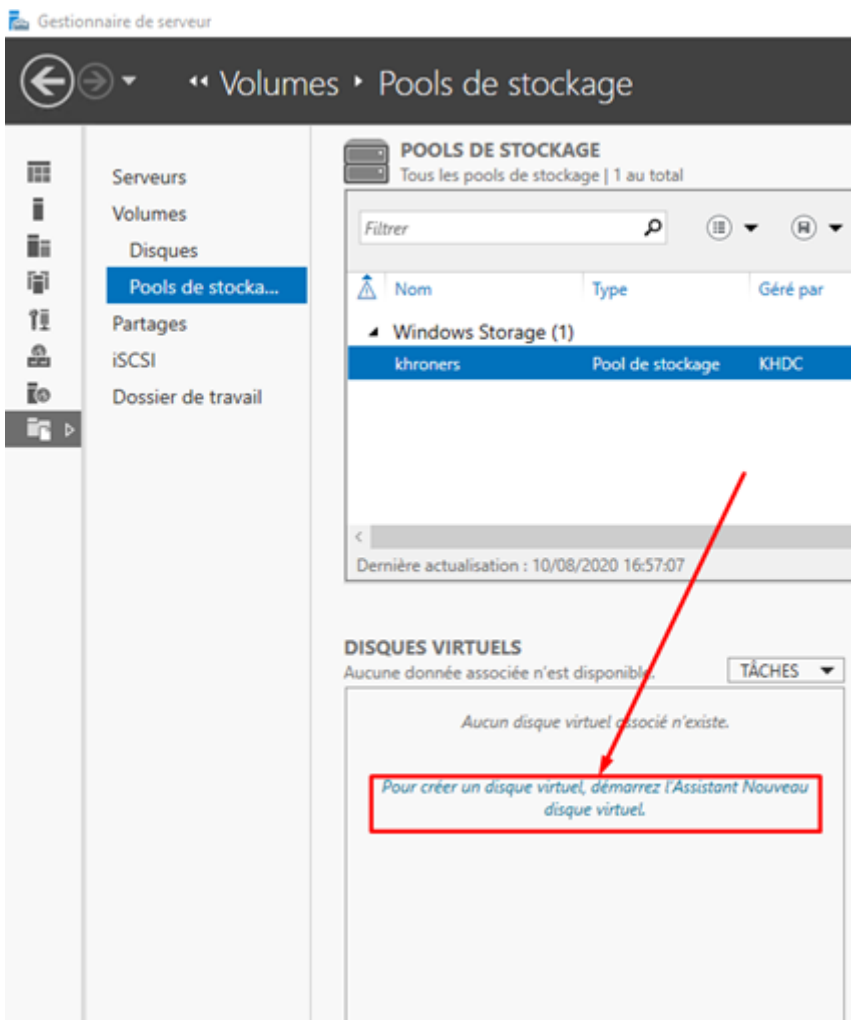 Gestionnaire de serveur
Volumes ‣ Pools de stockage
Serveurs
Volumes
Disques
Pools de stocka...
Partages
iSCSI
Dossier de travail
POOLS DE STOCKAGE
Tous les pools de stockage | 1 au total
Filtrer
Nom Type Géré par
Windows Storage (1)
khroners Pool de stockage KHDC
Dernière actualisation : 10/08/2020 16:57:07
DISQUES VIRTUELS
Aucune donnée associée n'est disponible.
TÂCHES
Aucun disque virtuel associé n'existe.
Pour créer un disque virtuel, démarrez l'Assistant Nouveau
disque virtuel.